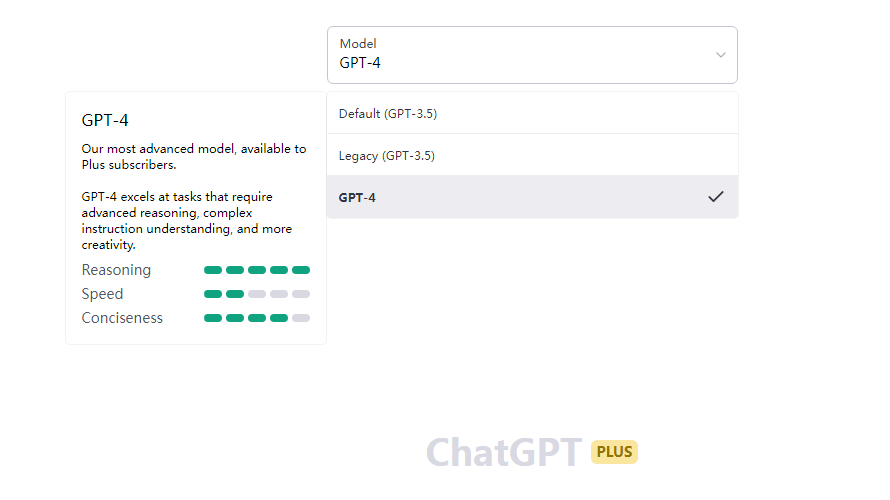 Model
GPT-4
GPT-4
Our most advanced model, available to
Plus subscribers.
GPT-4 excels at tasks that require
advanced reasoning, complex
instruction understanding, and more
creativity.
Reasoning
Speed
Conciseness
Default (GPT-3.5)
Legacy (GPT-3.5)
GPT-4
ChatGPT PLUS